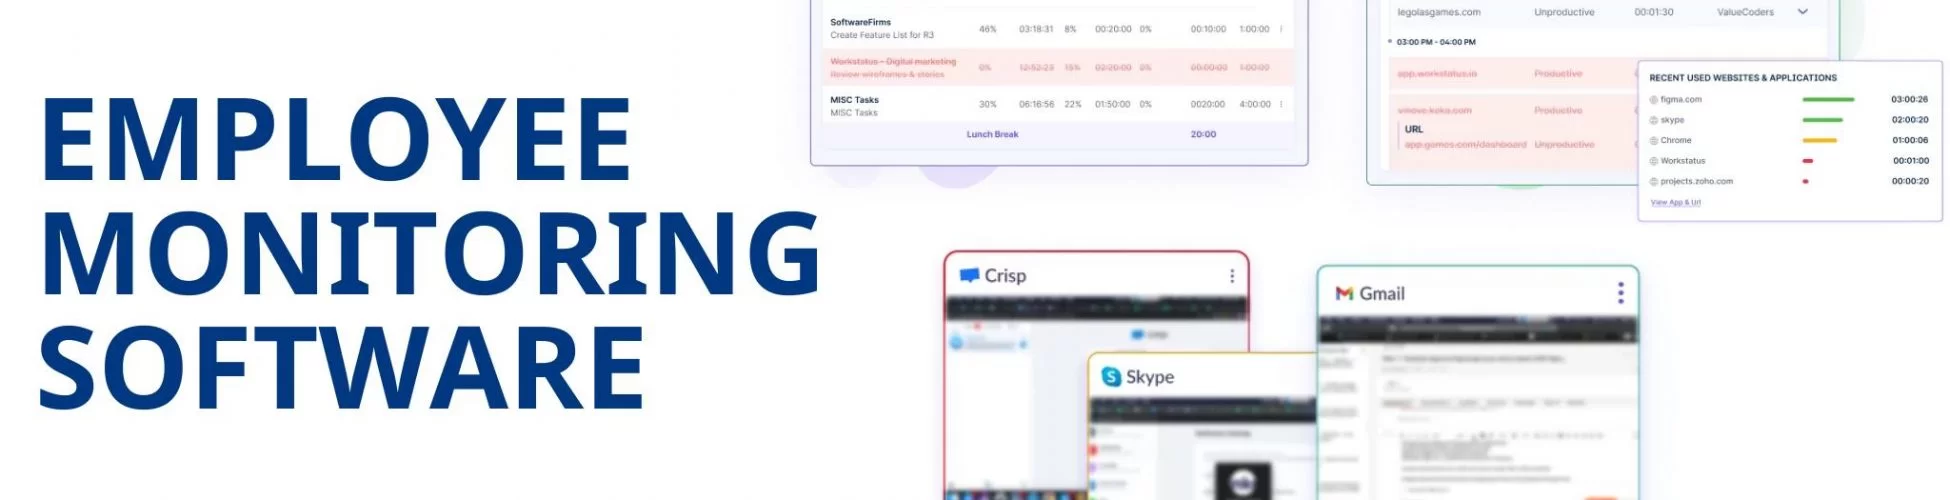 EMPLOYEE
MONITORING
SOFTWARE
SoftwareFirms
Create Feature List for R3
46% 03:18:31 8% 00:20:00 0% 00:10:00 1:00:00
Workstatus – Digital marketing
Review wireframes & stories
0% 12:52:23 15% 02:20:00 0% 00:00:00 1:00:00
MISC Tasks
MISC Tasks
30% 06:16:56 22% 01:50:00 0% 0020:00 4:00:00
Lunch Break 20:00
legolasgames.com Unproductive 00:01:30 ValueCoders
03:00 PM - 04:00 PM
app.workstatus.io Productive
vmove.koko.com Productive
URL
app.games.com/dashboard Unproductive
RECENT USED WEBSITES & APPLICATIONS
figma.com 03:00:26
skype 02:00:20
Chrome 01:00:06
Workstatus 00:01:00
projects.zoho.com 00:00:20
View App & Url
Crisp
Skype
Gmail